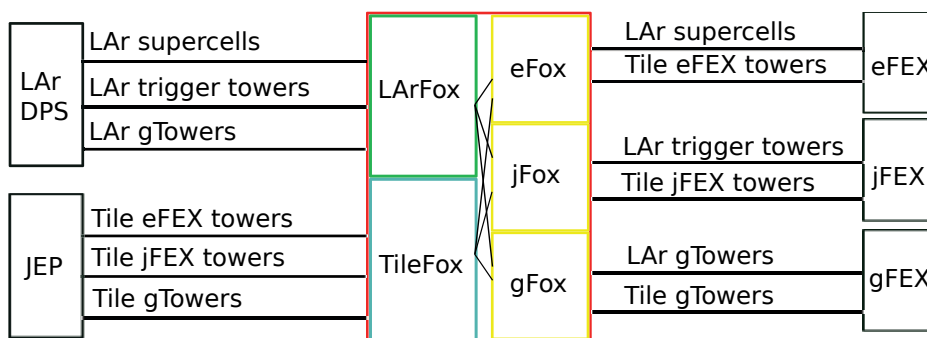 LAr
DPS
LAr supercells
LAr trigger towers
LAr gTowers
JEP
Tile eFEX towers
Tile jFEX towers
Tile gTowers
LArFox
TileFox
eFox
jFox
gFox
LAr supercells
Tile eFEX towers
LAr trigger towers
Tile jFEX towers
LAr gTowers
Tile gTowers
eFEX
jFEX
gFEX